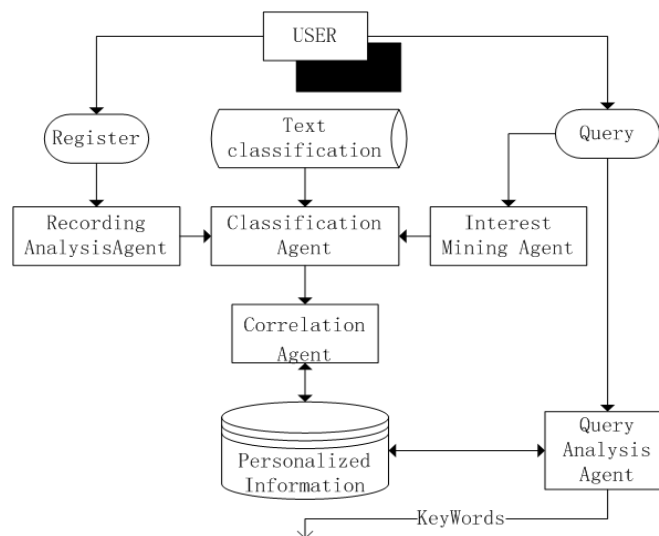 USER
Register
Text
classification
Query
Recording
AnalysisAgent
Classification
Agent
Interest
Mining Agent
Correlation
Agent
Personalized
Information
Query
Analysis
Agent
KeyWords